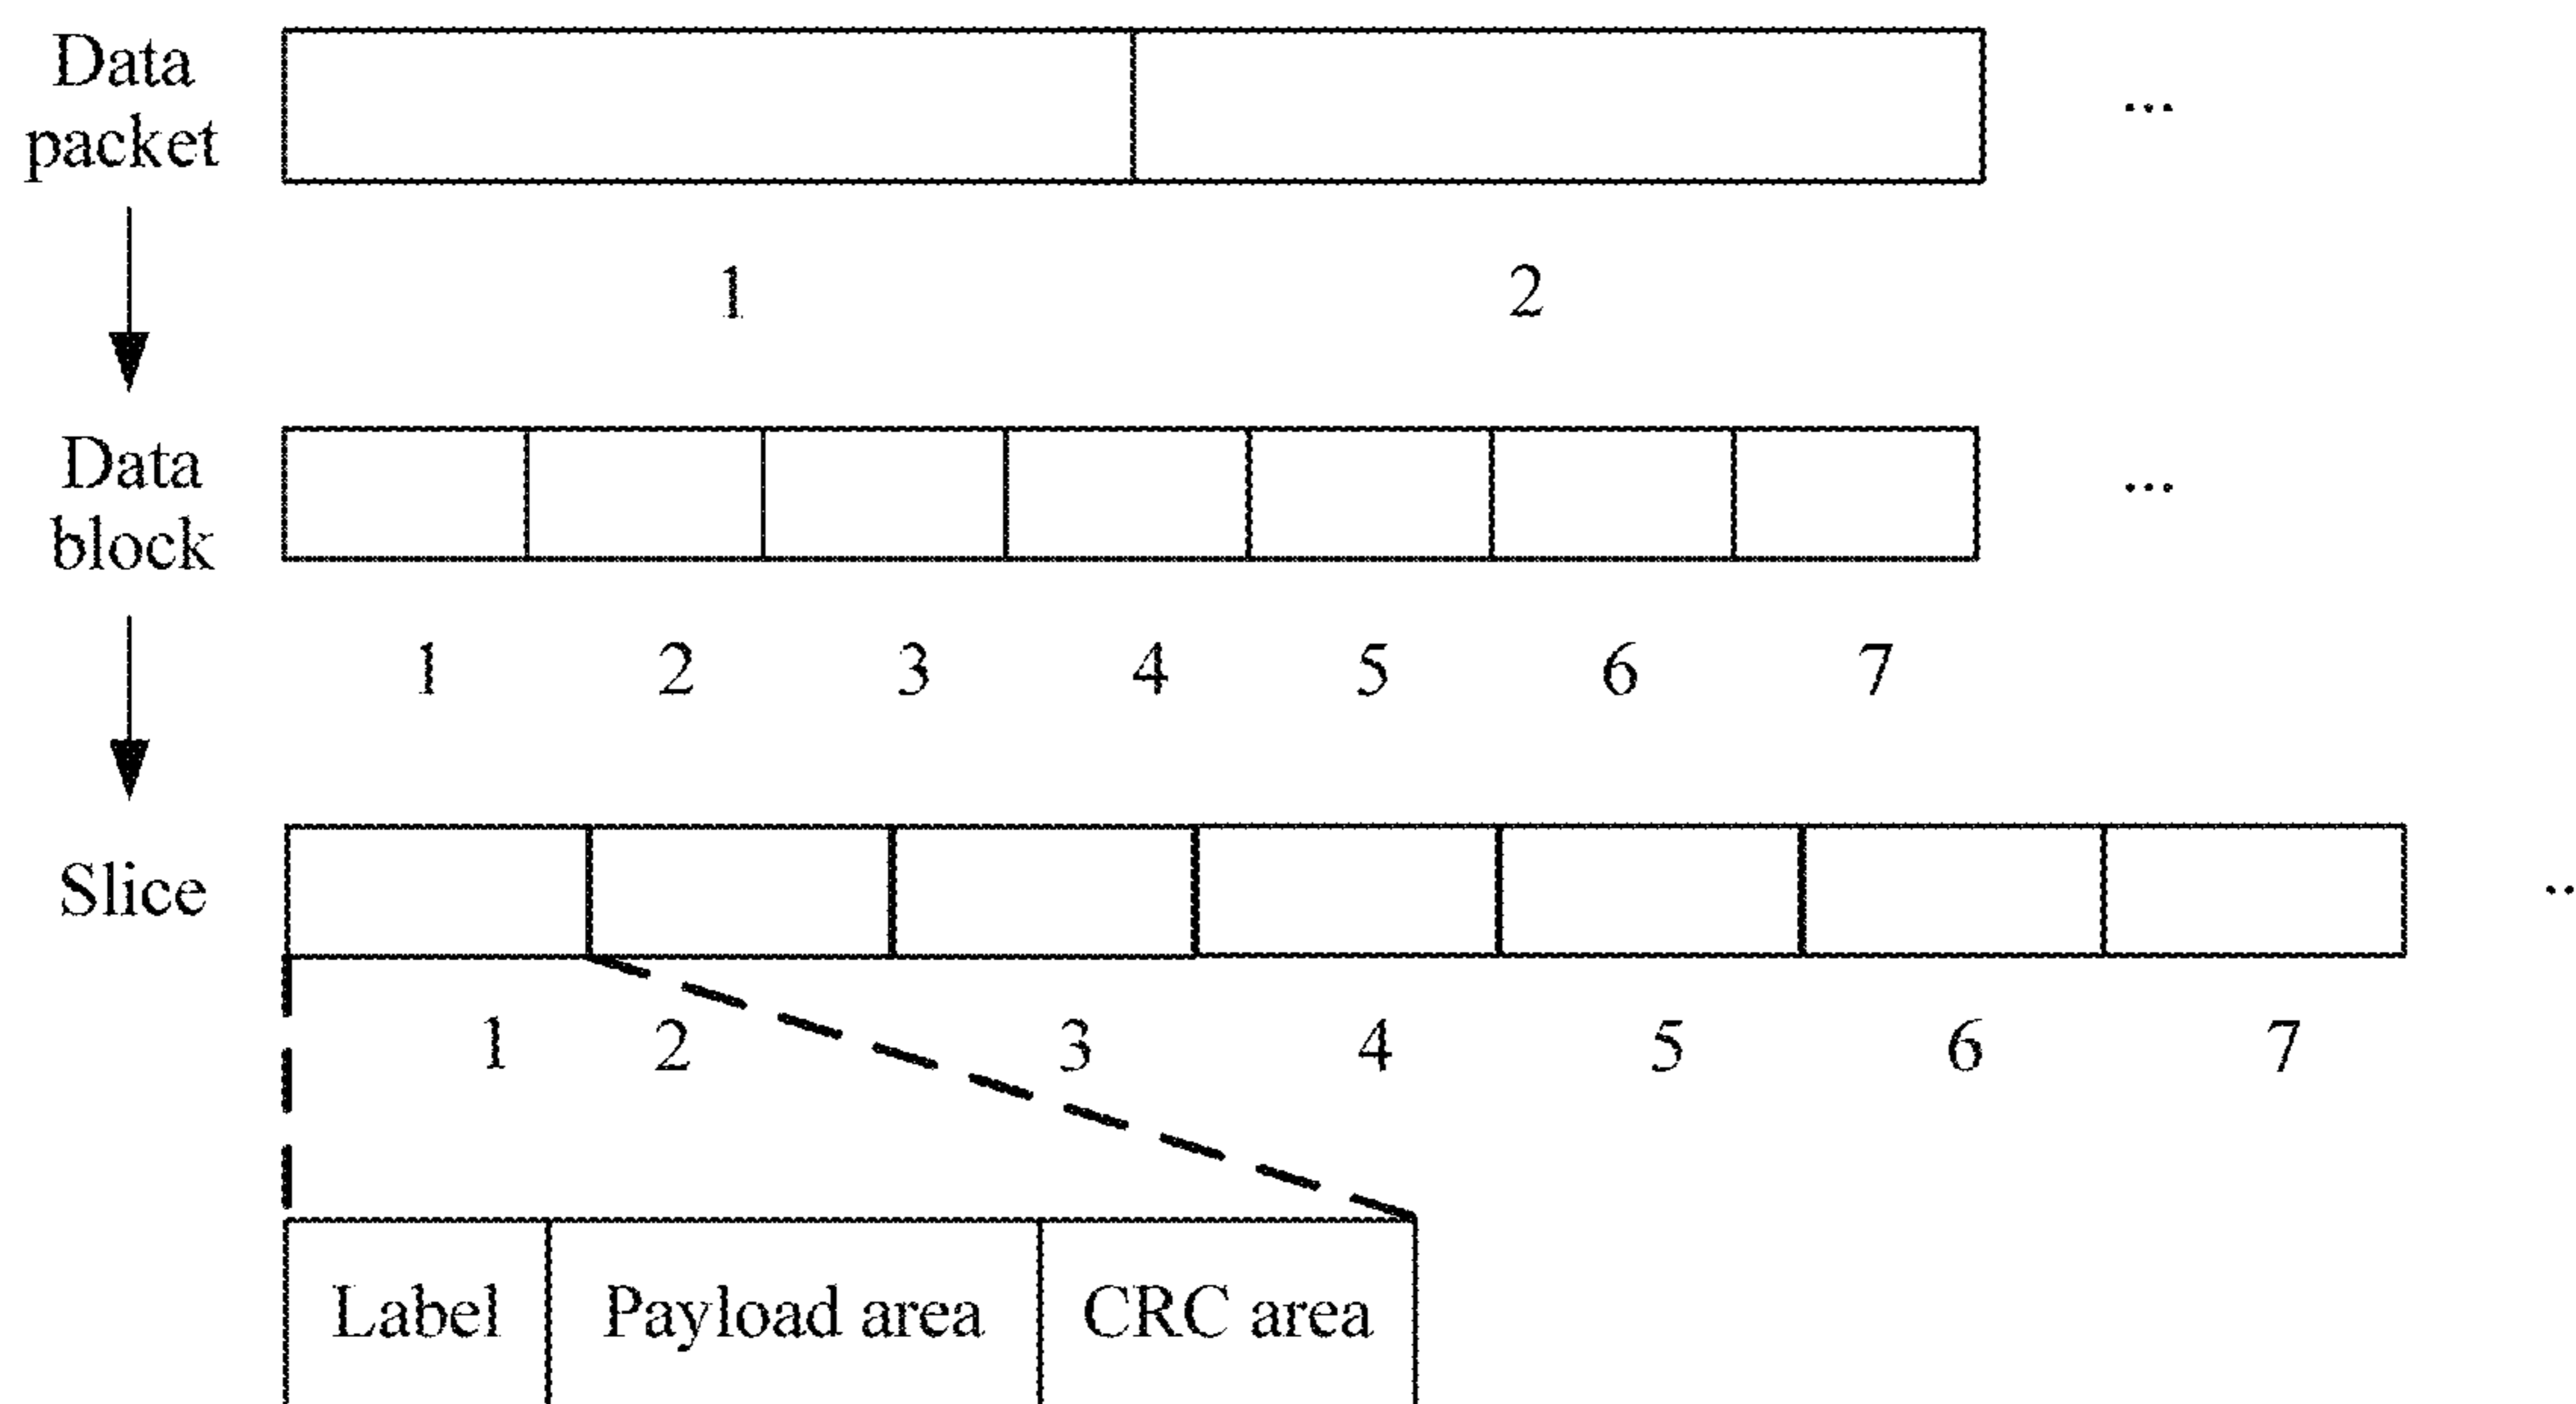 Data
packet
...
1 2
Data
block
...
1 2 3 4 5 6 7
Slice
..
1 2 3 4 5 6 7
Label Payload area CRC area